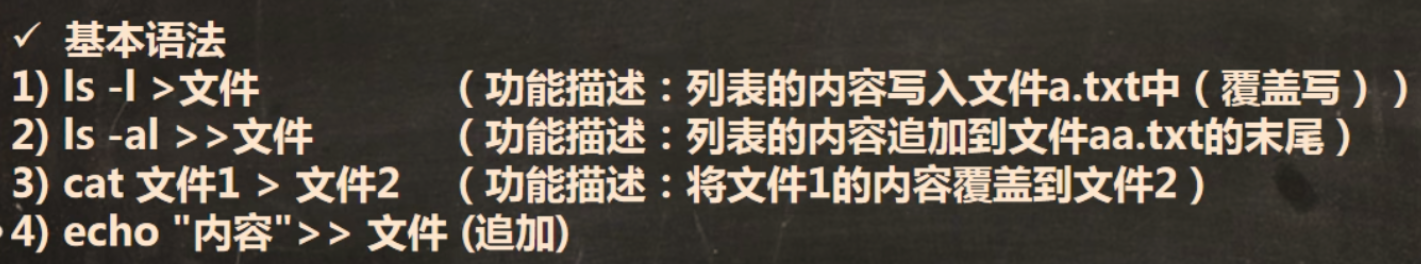 ✓ 基本语法
1) ls -l >文件 （功能描述：列表的内容写入文件a.txt中（覆盖写））
2) ls -al >>文件 （功能描述：列表的内容追加到文件aa.txt的末尾）
3) cat 文件1 > 文件2 （功能描述：将文件1的内容覆盖到文件2）
4) echo "内容">> 文件 (追加)